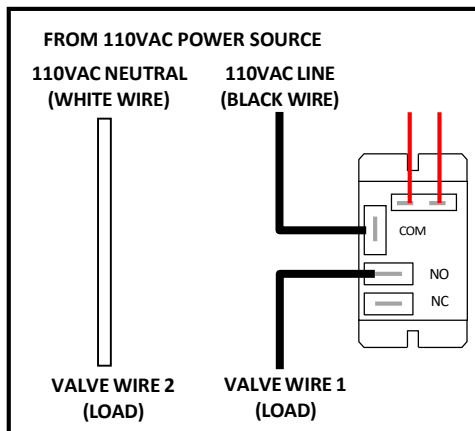 FROM 110VAC POWER SOURCE
110VAC NEUTRAL
(WHITE WIRE)
110VAC LINE
(BLACK WIRE)
COM
NO
NC
VALVE WIRE 2
(LOAD)
VALVE WIRE 1
(LOAD)